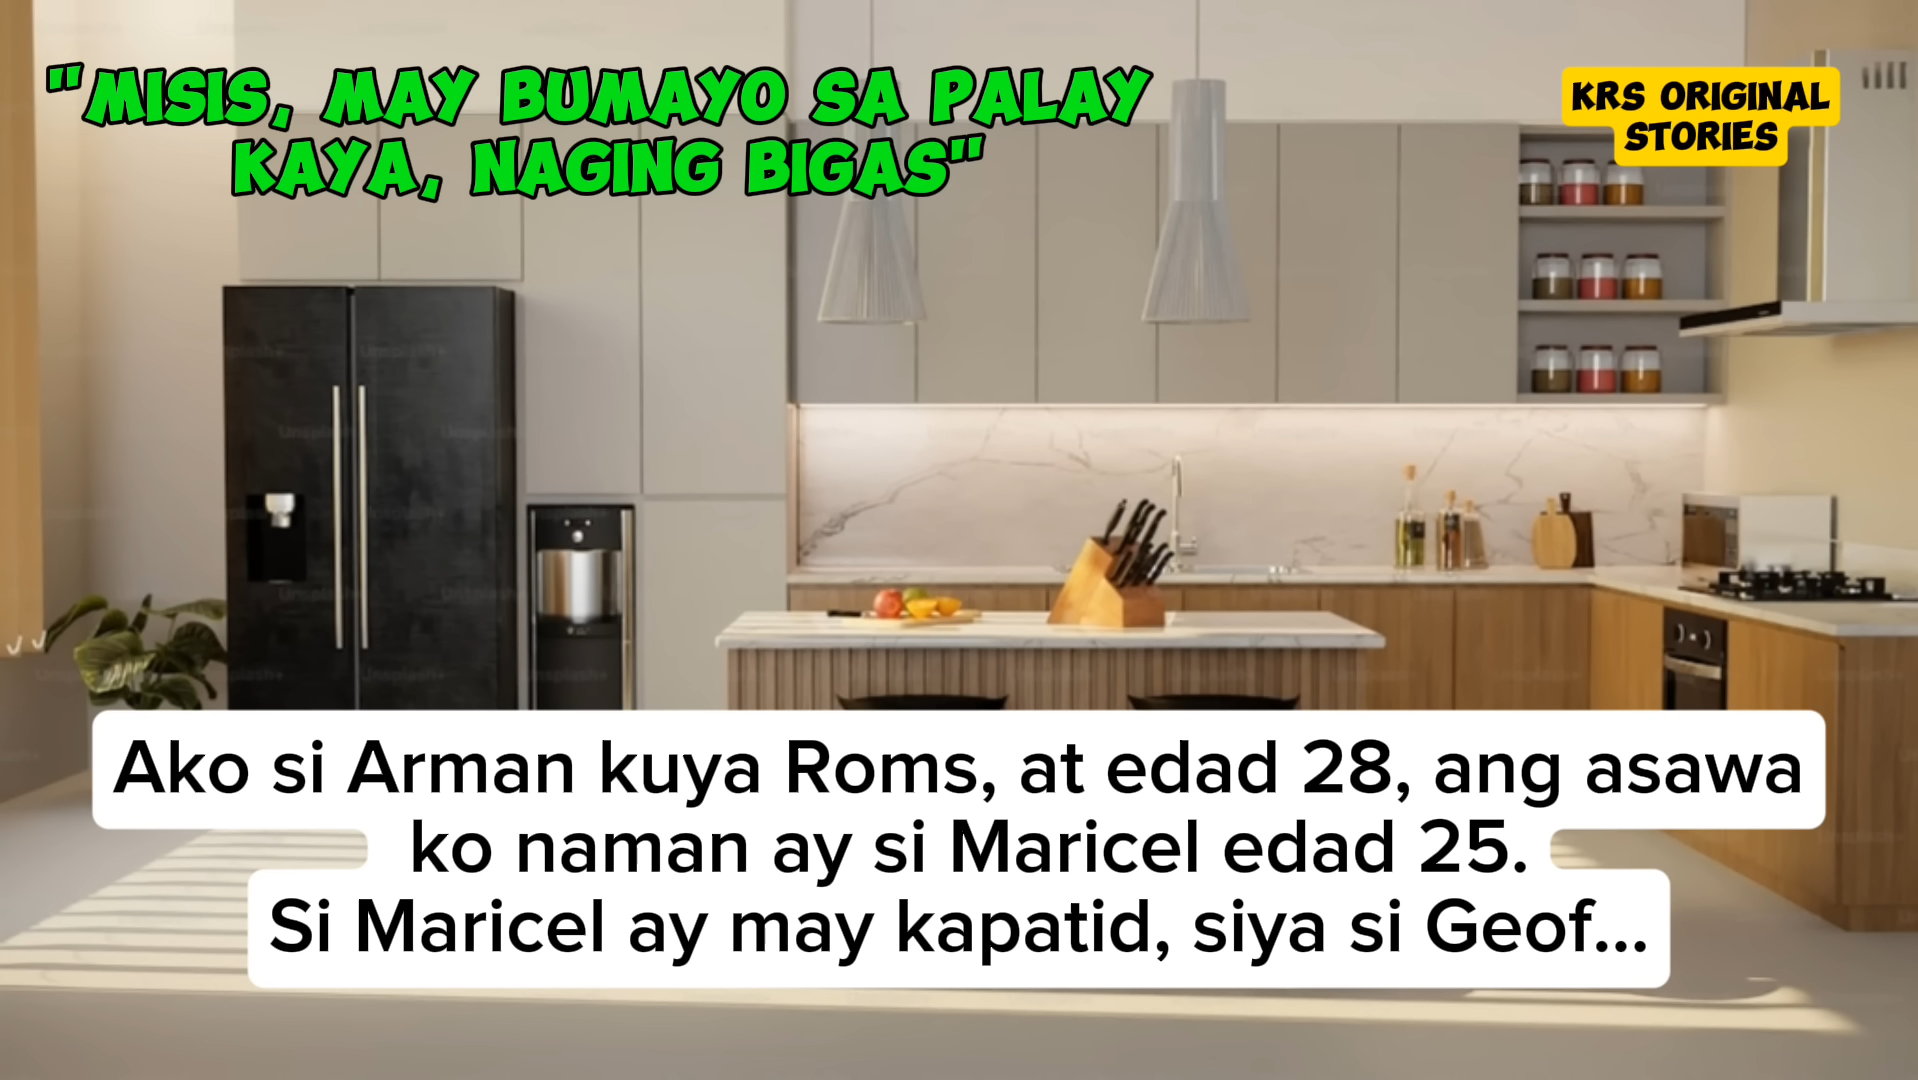 "MISIS, MAY BUMAYO SA PALAY
KAYA, NAGING BIGAS"
KRS ORIGINAL
STORIES
Ako si Arman kuya Roms, at edad 28, ang asawa
ko naman ay si Maricel edad 25.
Si Maricel ay may kapatid, siya si Geof...